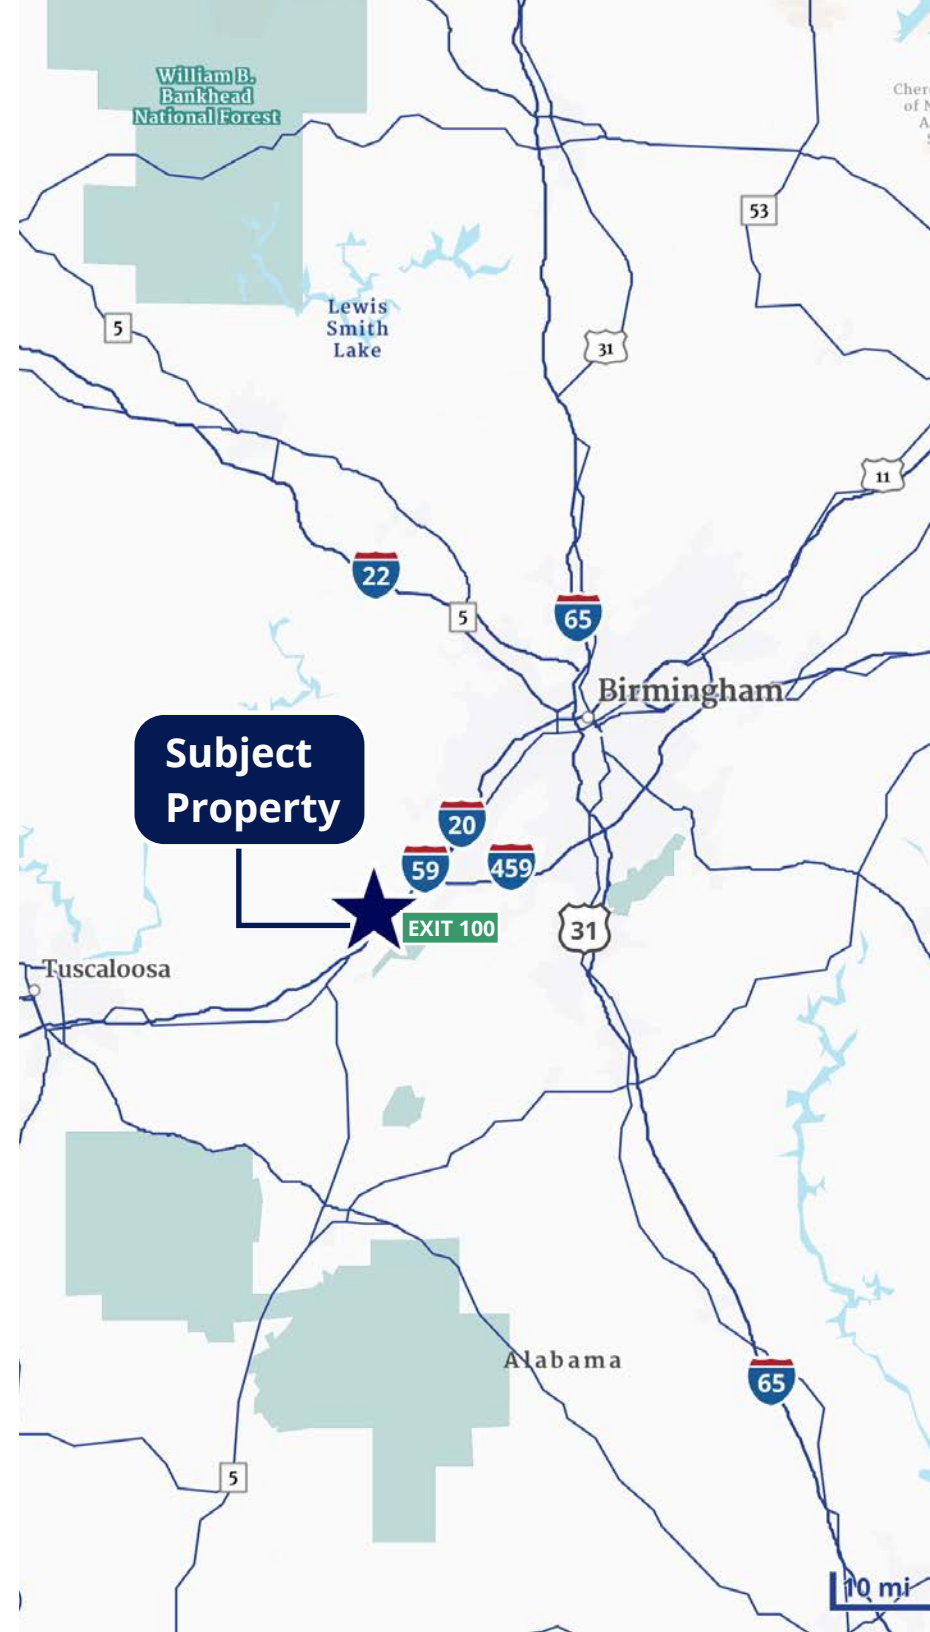 William B.
Bankhead
National Forest
53
Lewis
Smith
Lake
5
31
11
22
5
65
Birmingham
Subject
Property
20
59
459
EXIT 100
31
Tuscaloosa
Alabama
65
5
10 mi